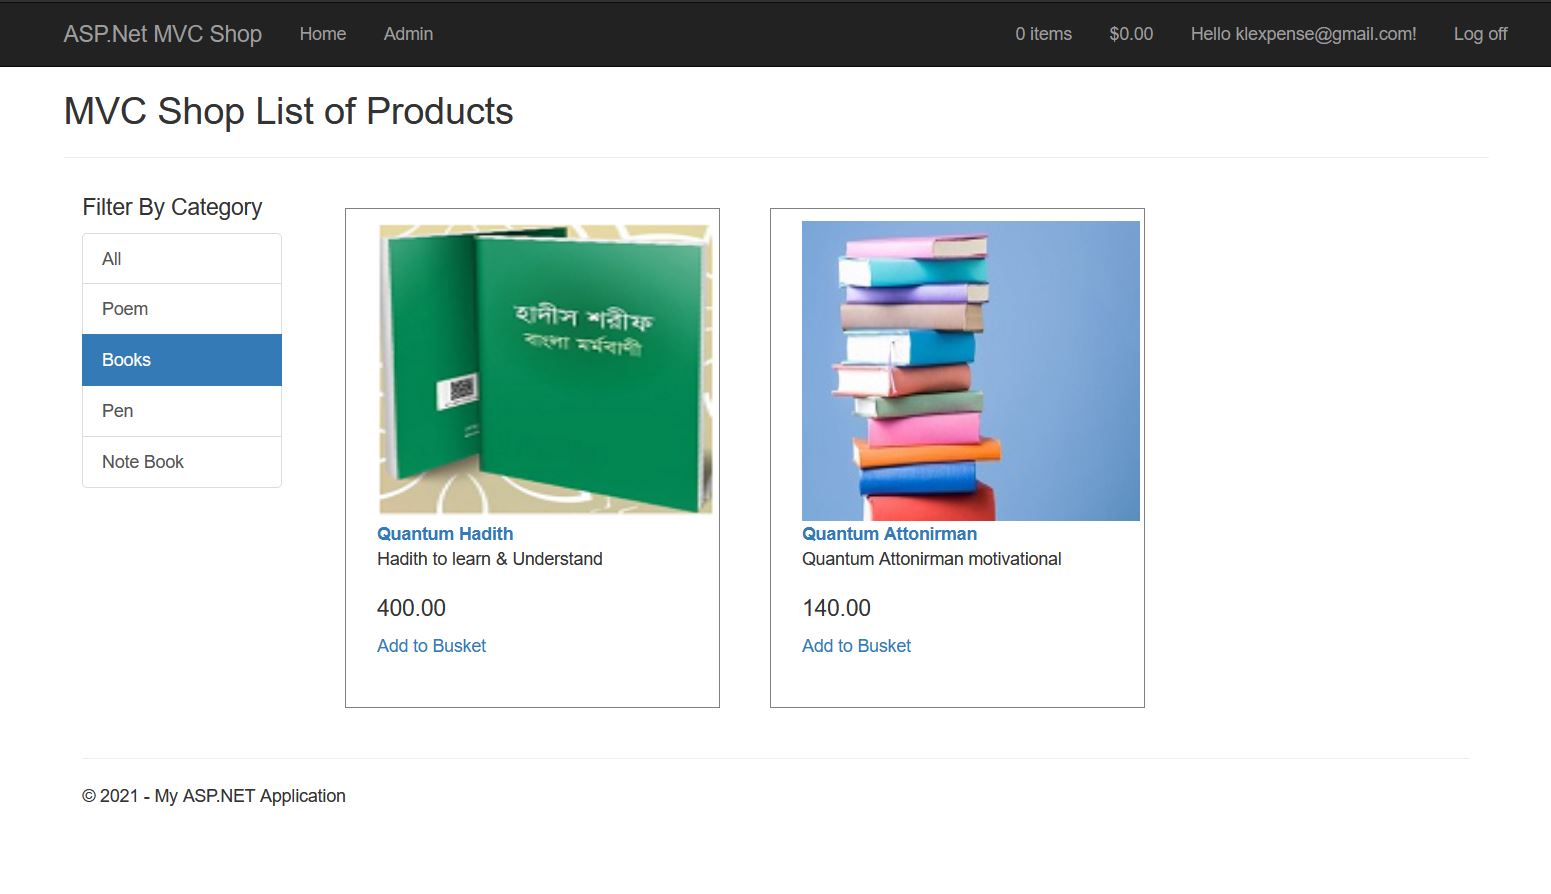 ASP.Net MVC Shop Home Admin 0 items $0.00 Hello klexpense@gmail.com! Log off
MVC Shop List of Products
Filter By Category
All
Poem
Books
Pen
Note Book
হাদীস শরীফ
বাংলা মর্মবাণী
Quantum Hadith
Hadith to learn & Understand
400.00
Add to Busket
Quantum Attonirman
Quantum Attonirman motivational
140.00
Add to Busket
© 2021 - My ASP.NET Application